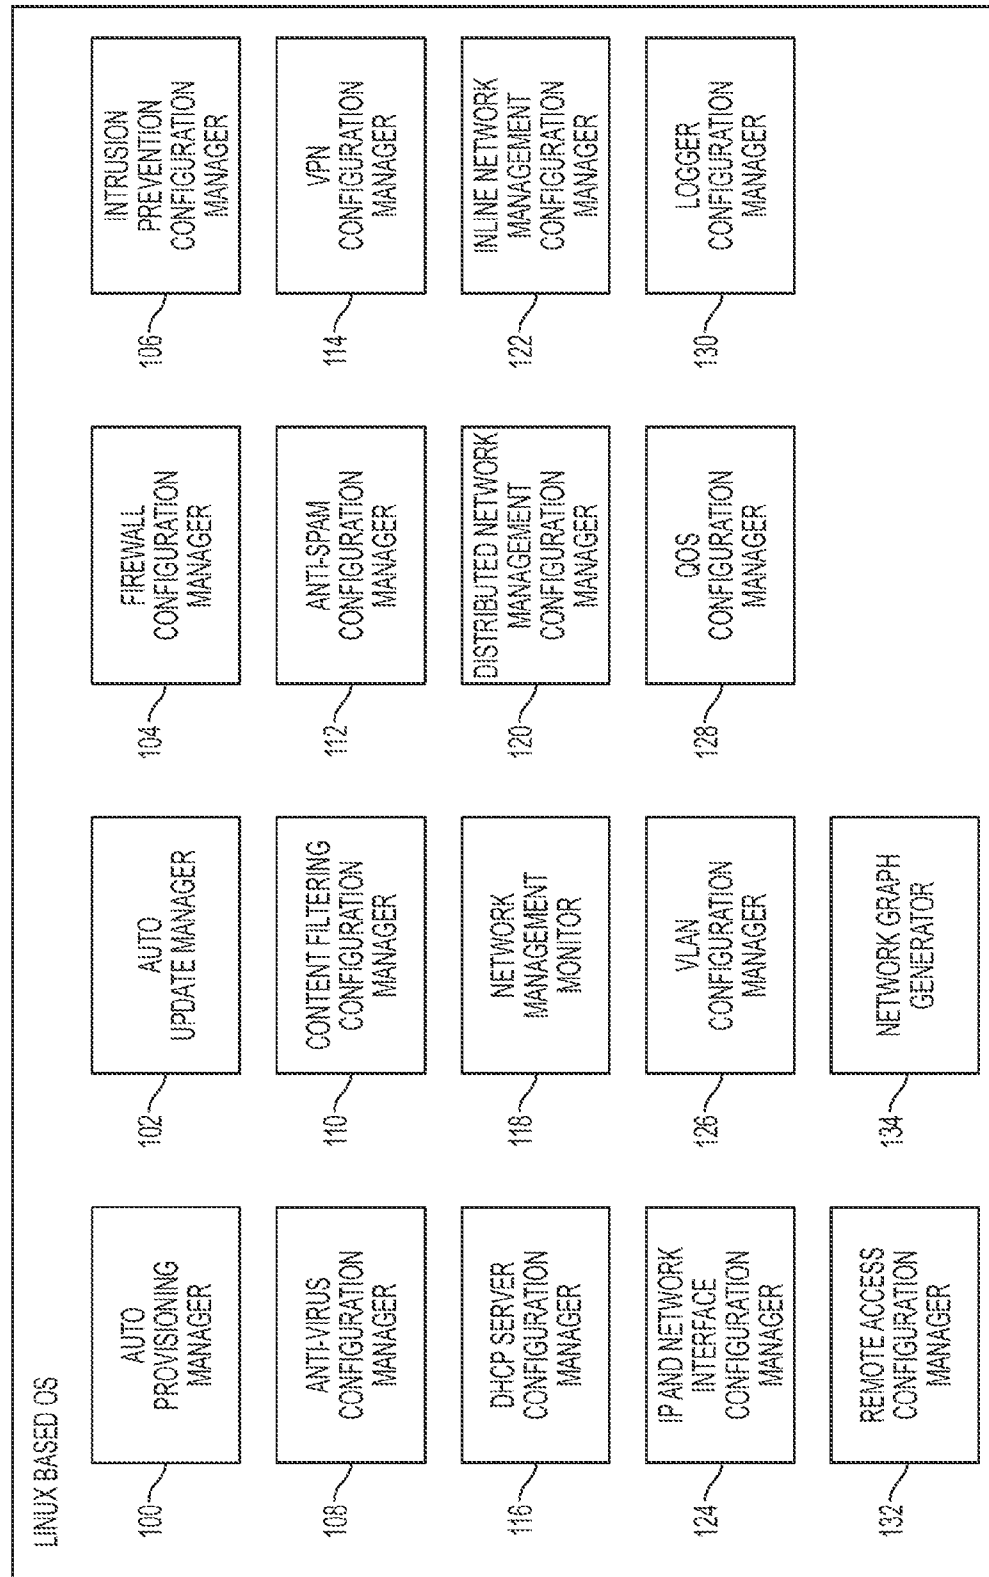 LINUX BASED OS
100
AUTO
PROVISIONING
MANAGER
102
AUTO
UPDATE MANAGER
104
FIREWALL
CONFIGURATION
MANAGER
106
INTRUSION
PREVENTION
CONFIGURATION
MANAGER
108
ANTI-VIRUS
CONFIGURATION
MANAGER
110
CONTENT FILTERING
CONFIGURATION
MANAGER
112
ANTI-SPAM
CONFIGURATION
MANAGER
114
VPN
CONFIGURATION
MANAGER
116
DHCP SERVER
CONFIGURATION
MANAGER
118
NETWORK
MANAGEMENT
MONITOR
120
DISTRIBUTED NETWORK
MANAGEMENT
CONFIGURATION
MANAGER
122
INLINE NETWORK
MANAGEMENT
CONFIGURATION
MANAGER
124
IP AND NETWORK
INTERFACE
CONFIGURATION
MANAGER
126
VLAN
CONFIGURATION
MANAGER
128
QOS
CONFIGURATION
MANAGER
130
LOGGER
CONFIGURATION
MANAGER
132
REMOTE ACCESS
CONFIGURATION
MANAGER
134
NETWORK GRAPH
GENERATOR